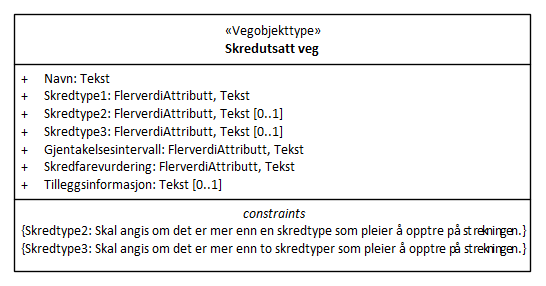 «Vegobjekttype»
Skredutsatt veg
+ Navn: Tekst
+ Skredtype1: FlerverdiAttributt, Tekst
+ Skredtype2: FlerverdiAttributt, Tekst [0..1]
+ Skredtype3: FlerverdiAttributt, Tekst [0..1]
+ Gjentakelsesintervall: FlerverdiAttributt, Tekst
+ Skredfarevurdering: FlerverdiAttributt, Tekst
+ Tilleggsinformasjon: Tekst [0..1]
constraints
{Skredtype2: Skal angis om det er mer enn en skredtype som pleier å opptre på strekningen.}
{Skredtype3: Skal angis om det er mer enn to skredtyper som pleier å opptre på strekningen.}